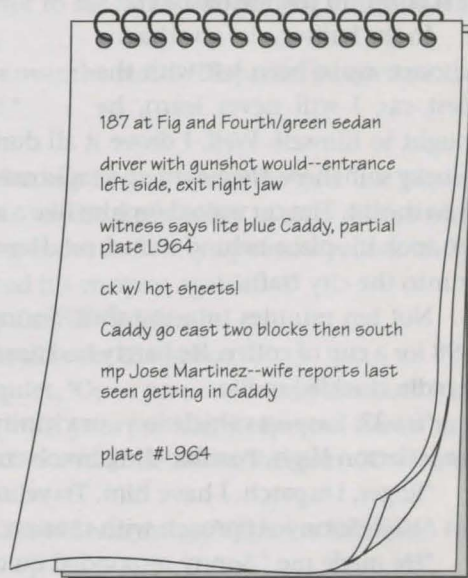 187 at Fig and Fourth/green sedan
driver with gunshot would--entrance
left side, exit right jaw
witness says lite blue Caddy, partial
plate L964
ck w/ hot sheets!
Caddy go east two blocks then south
mp Jose Martinez--wife reports last
seen getting in Caddy
plate #L964